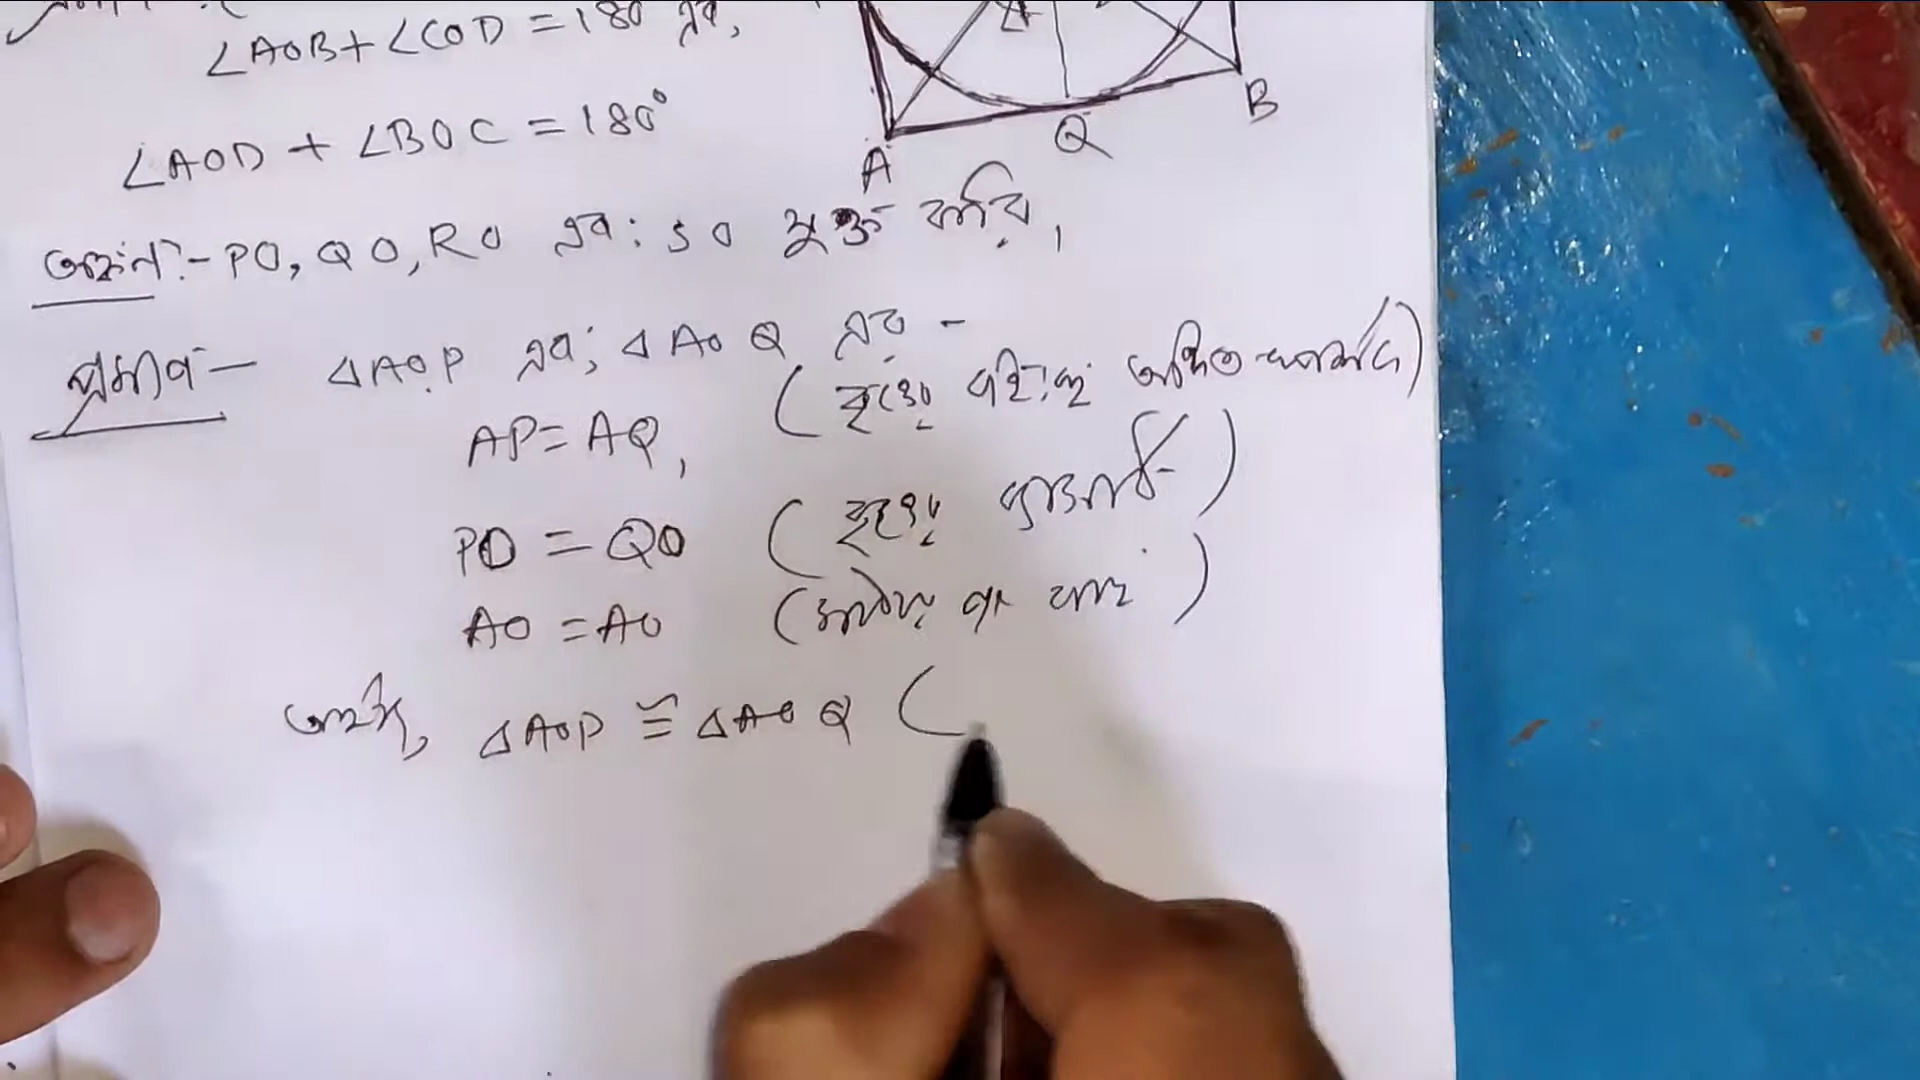 ∠AOB + ∠COD = 180 এবং,
∠AOD + ∠BOC = 180°
A
Q
B
অংকন:- PO, QO, RO এবং SO যুক্ত করি,
প্রমাণ - △AOP এবং △AOQ এর -
AP = AQ, (বৃত্তের বহিঃস্থ অঙ্কিত স্পর্শক)
PO = QO (বৃত্তের ব্যাসার্ধ)
AO = AO (সাধারণ বাহু)
অতএব, △AOP ≅ △AOQ (